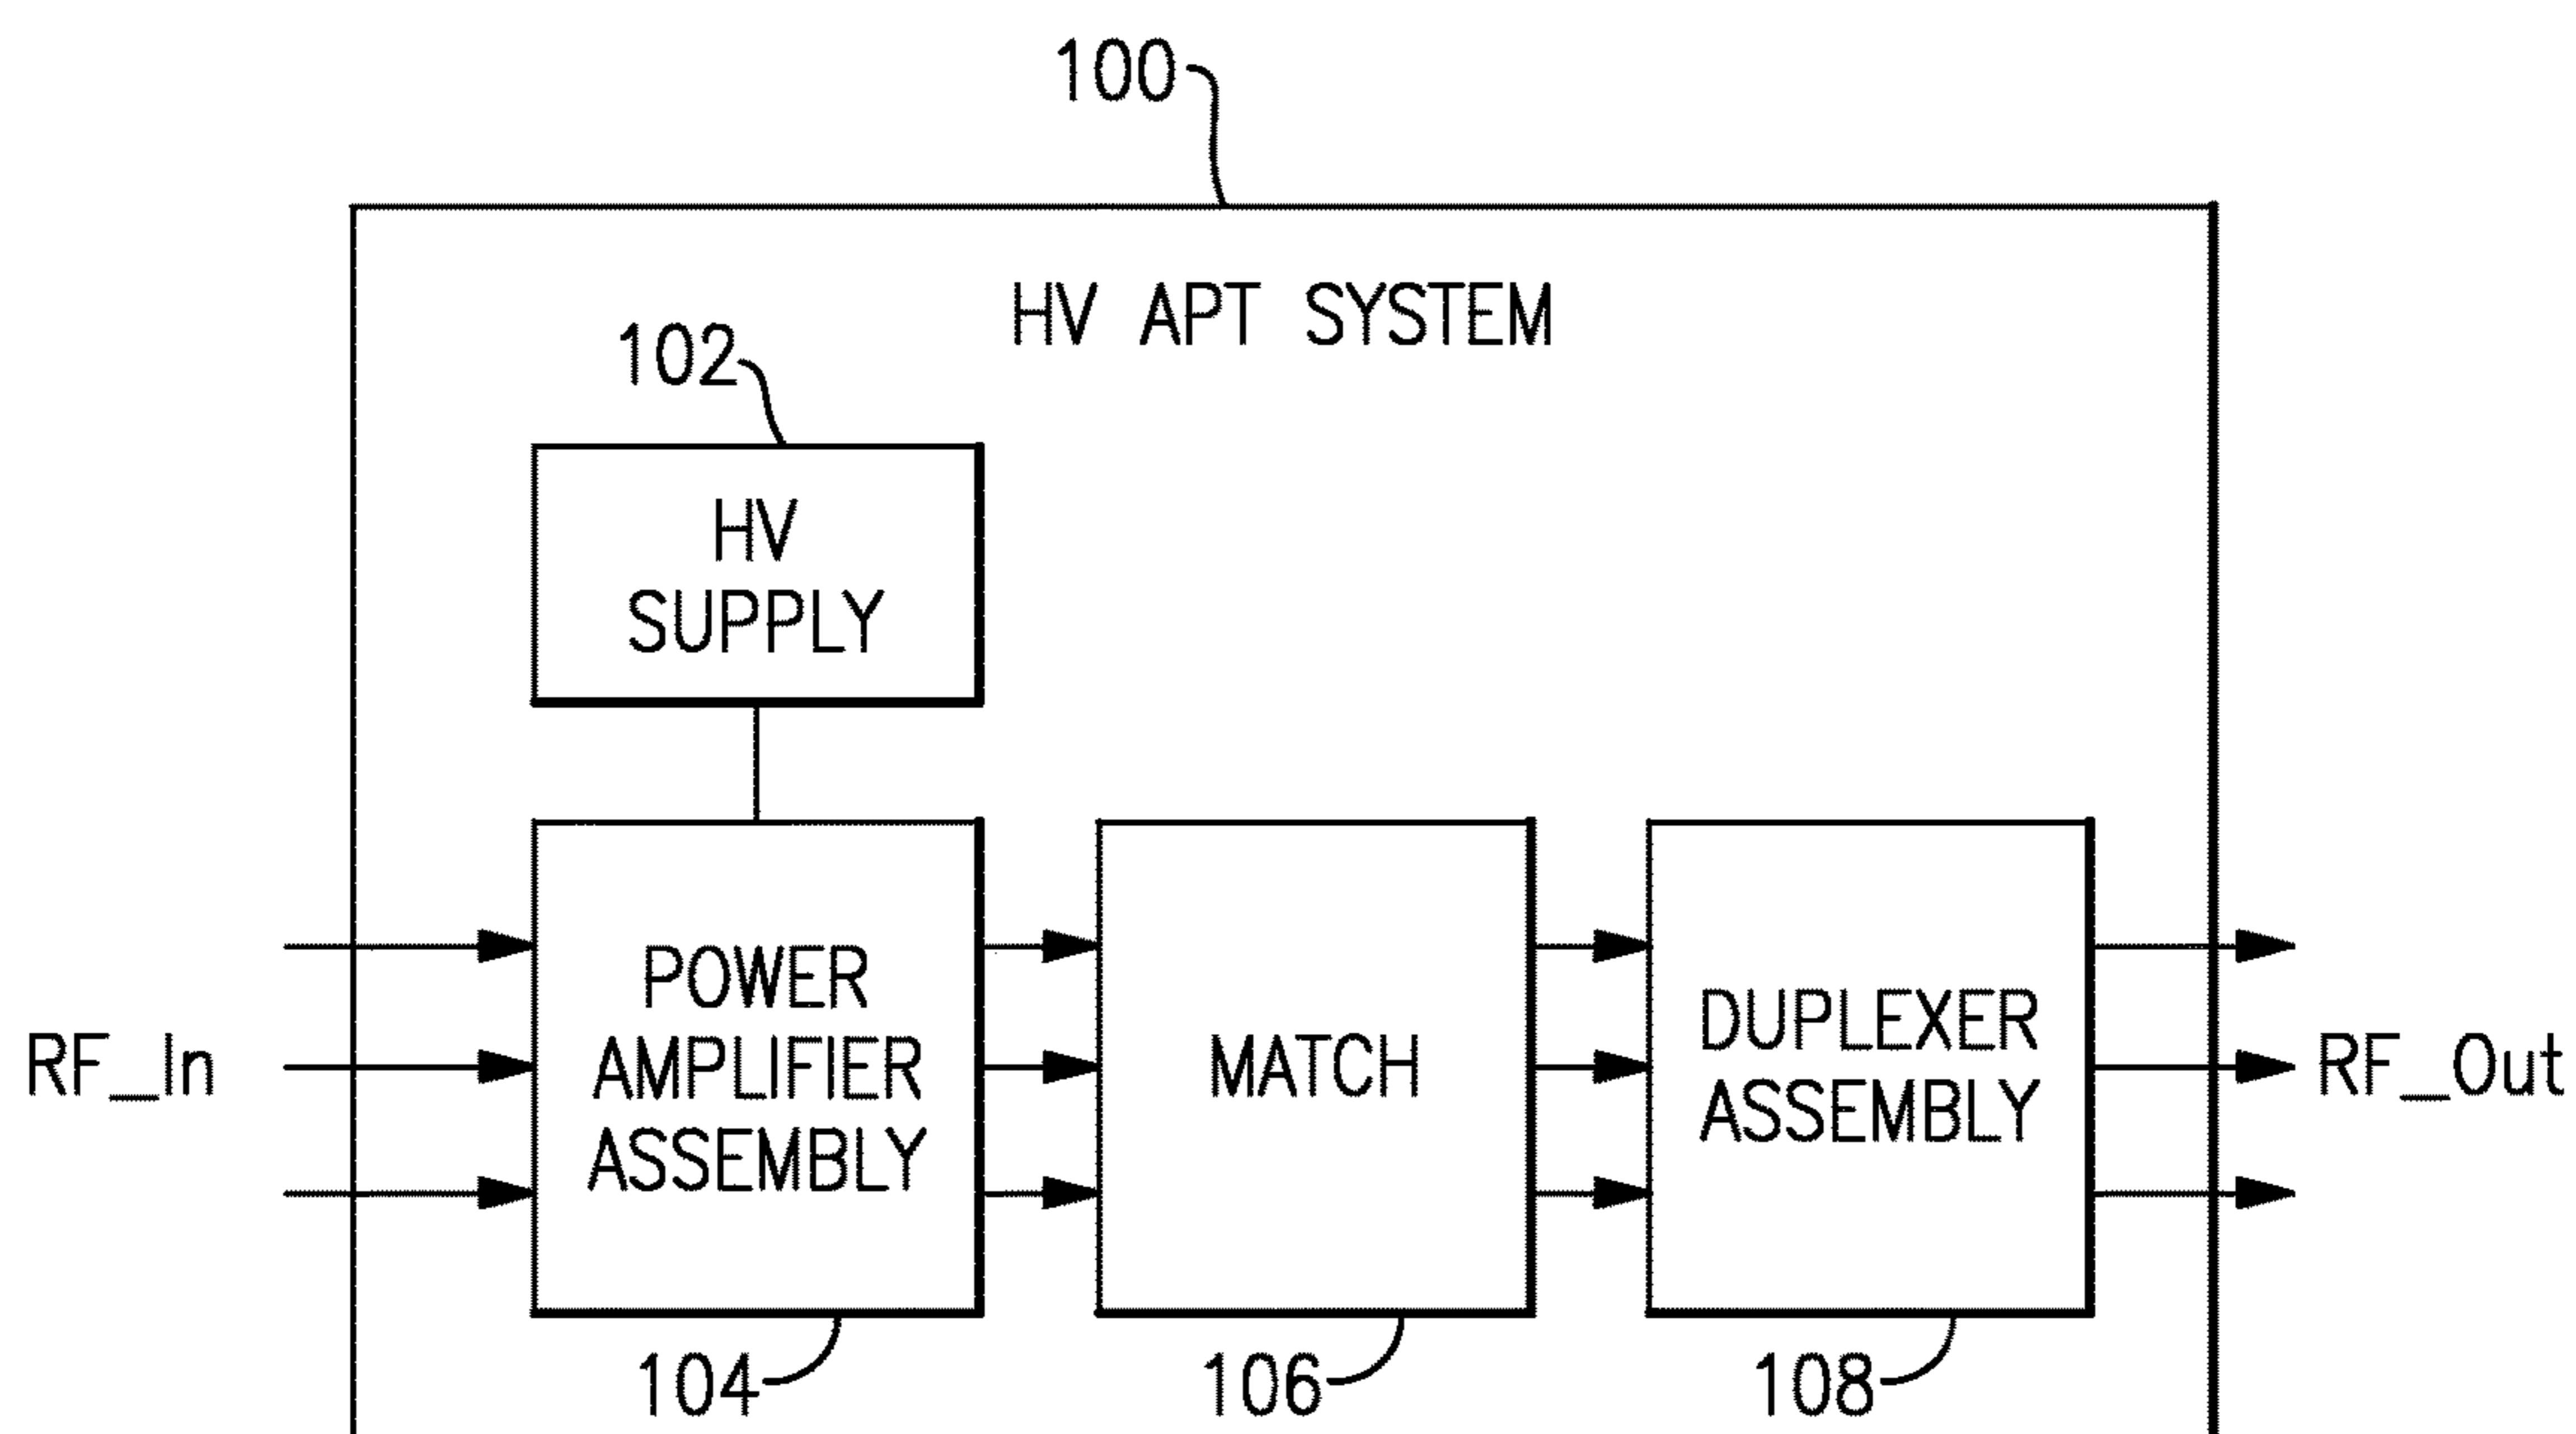 100
HV APT SYSTEM
102
HV
SUPPLY
RF_In
POWER
AMPLIFIER
ASSEMBLY
MATCH
DUPLEXER
ASSEMBLY
RF_Out
104
106
108